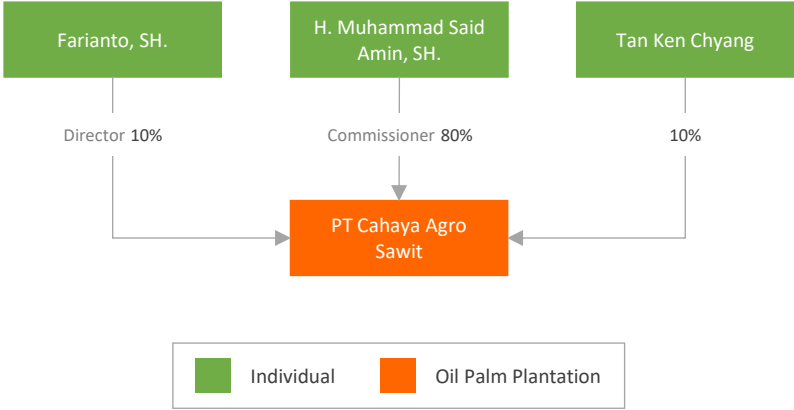 Farianto, SH.
H. Muhammad Said
Amin, SH.
Tan Ken Chyang
Director 10%
Commissioner 80%
10%
PT Cahaya Agro
Sawit
Individual
Oil Palm Plantation